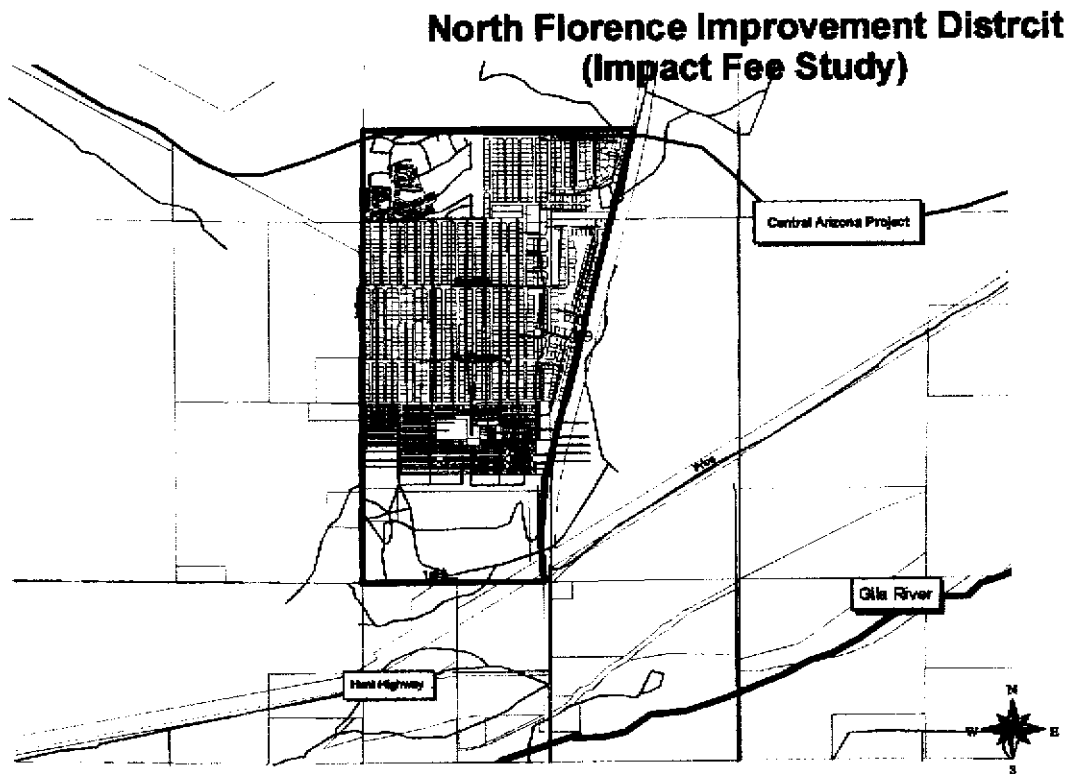 North Florence Improvement Distrcit
(Impact Fee Study)
Central Arizona Project
Gila River
Hunt Highway
N
W
E
S